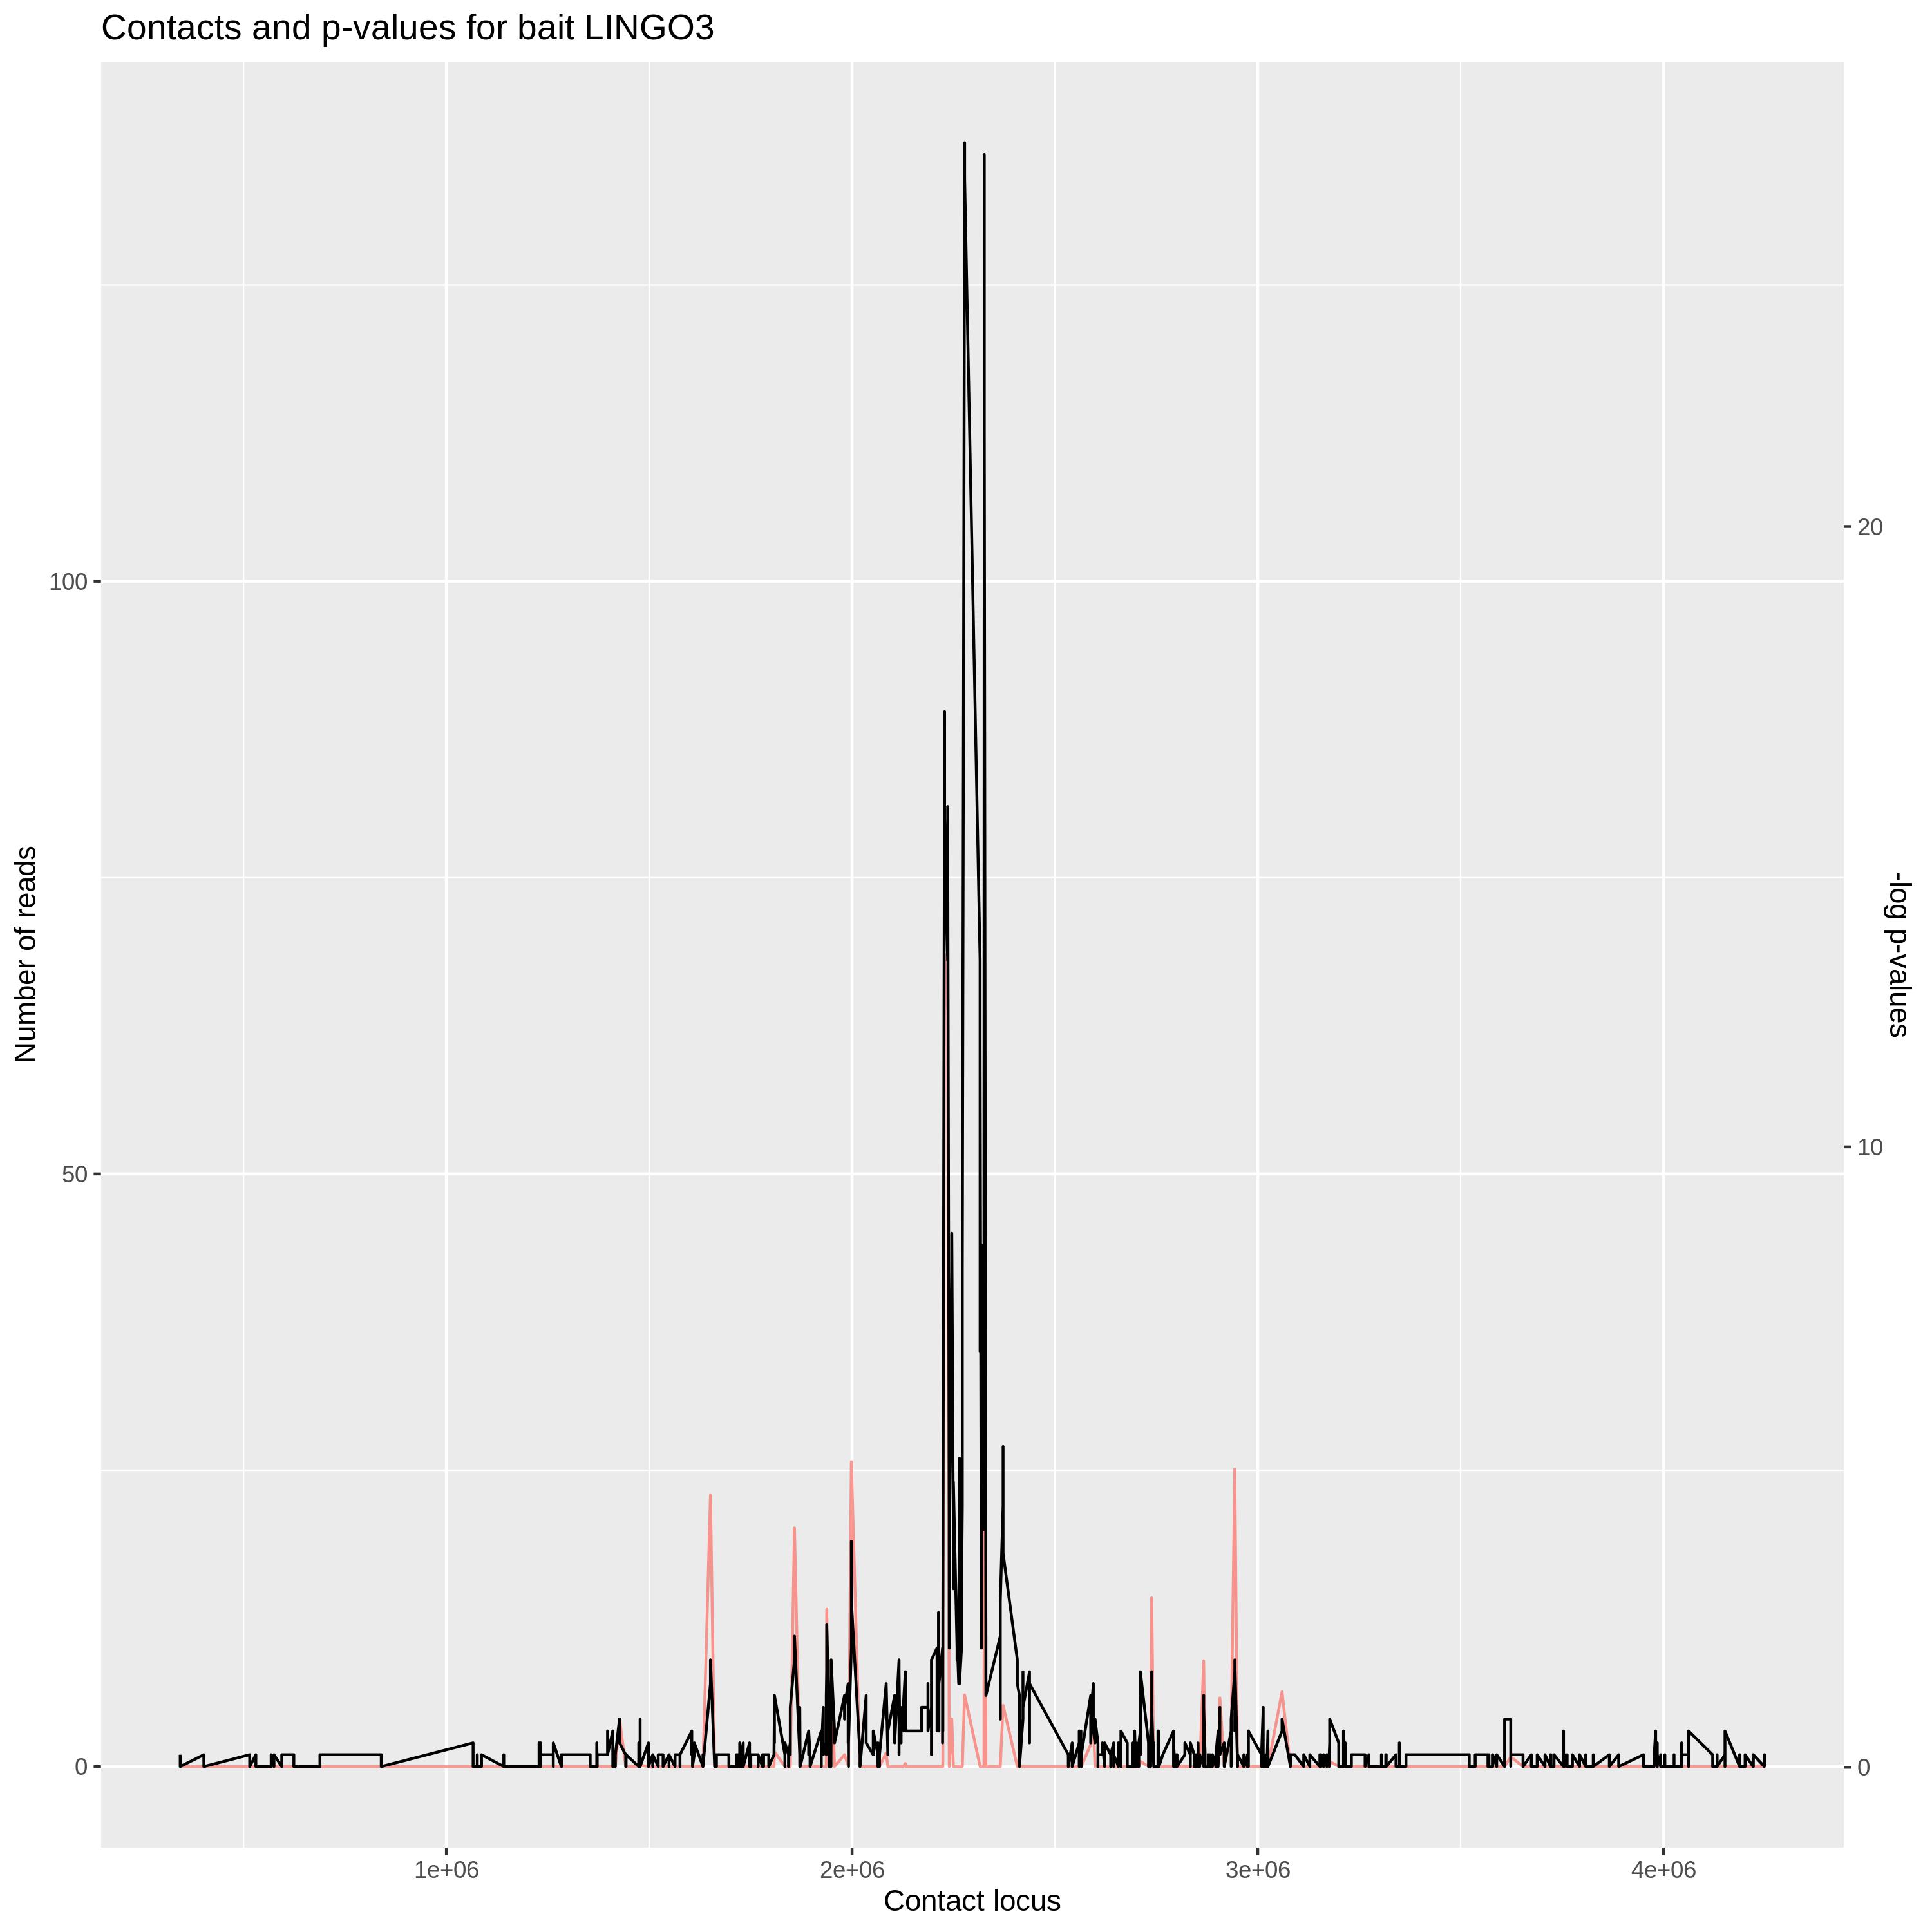 Contacts and p-values for bait LINGO3
100
50
0
Number of reads
20
10
0
-log p-values
1e+06
2e+06
3e+06
4e+06
Contact locus